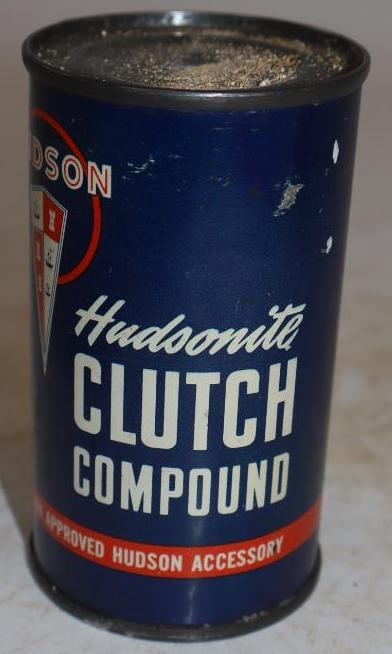 DSON
Hudsonite
CLUTCH
COMPOUND
APPROVED HUDSON ACCESSORY